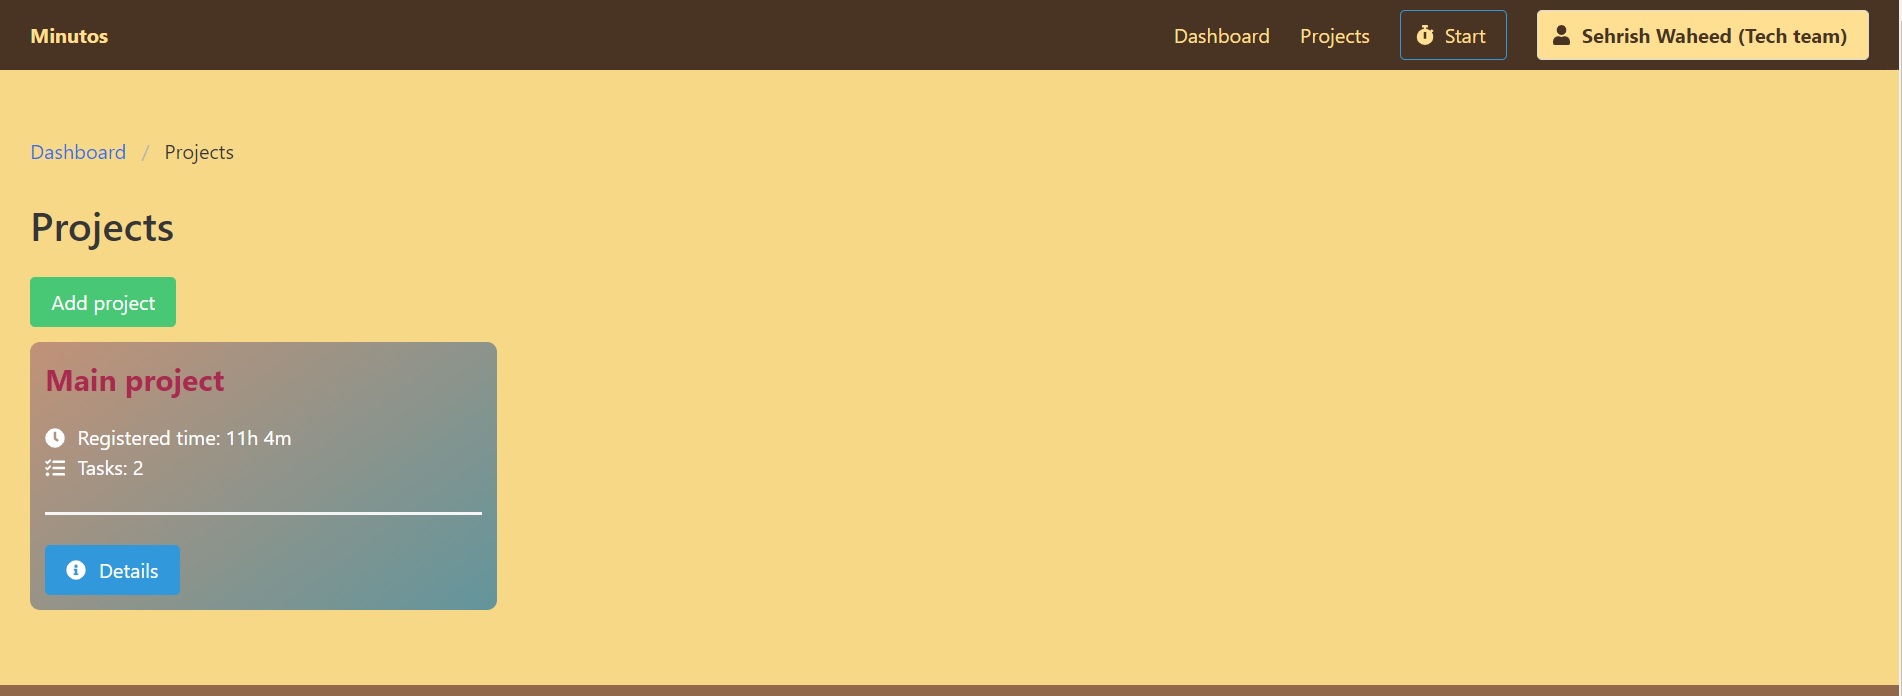 Minutos
Dashboard
Projects
Start
Sehrish Waheed (Tech team)
Dashboard / Projects
Projects
Add project
Main project
Registered time: 11h 4m
Tasks: 2
Details